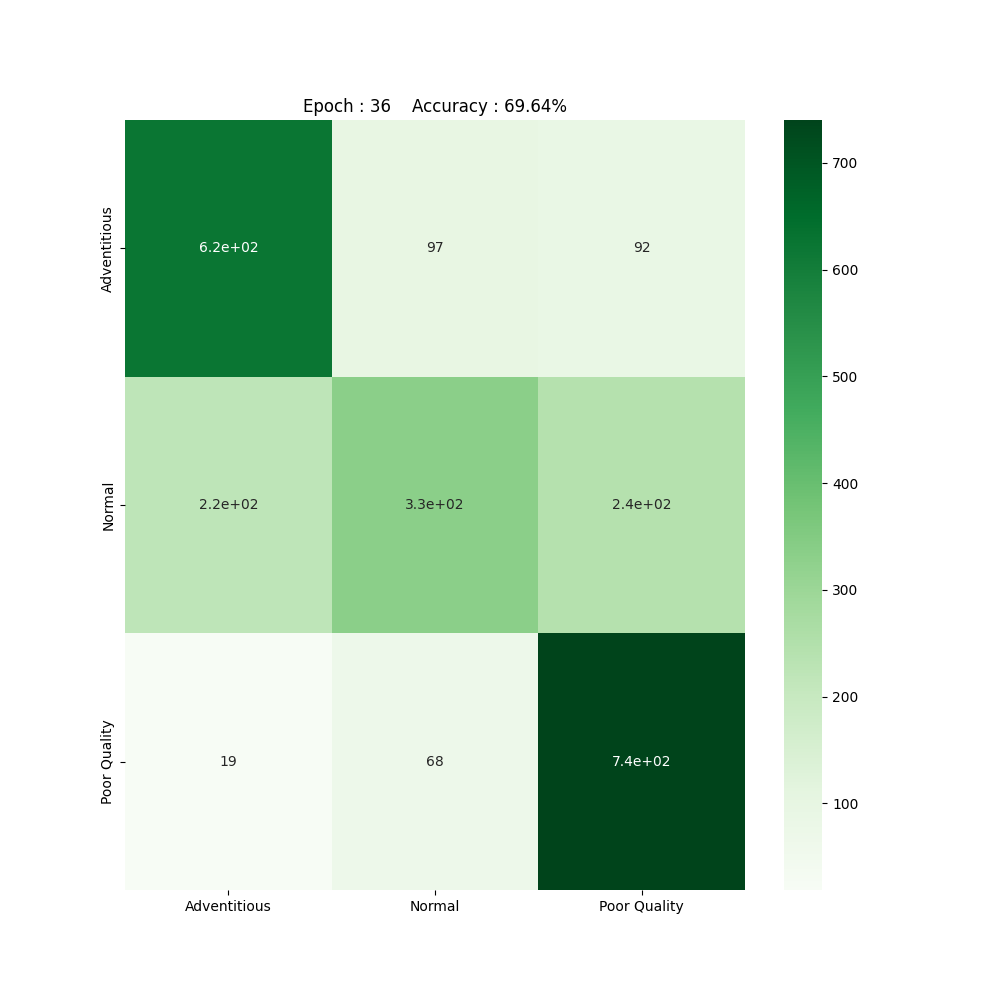 Epoch : 36    Accuracy : 69.64%
Adventitious
6.2e+02
97
92
Normal
2.2e+02
3.3e+02
2.4e+02
Poor Quality
19
68
7.4e+02
Adventitious
Normal
Poor Quality
700
600
500
400
300
200
100